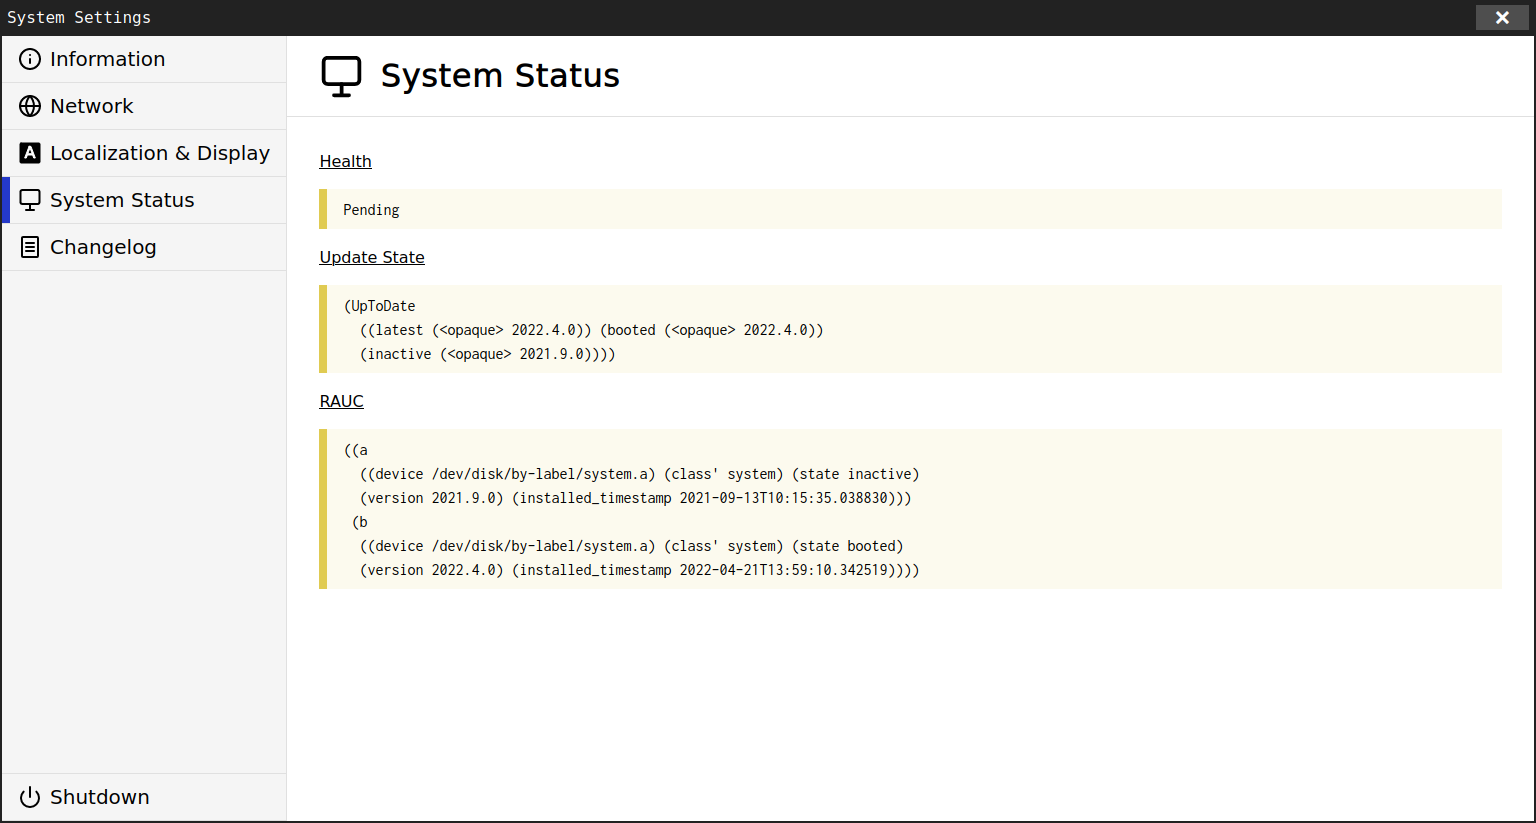 System Settings
Information
Network
Localization & Display
System Status
Changelog
Shutdown
System Status
Health
Pending
Update State
(UpToDate
((latest (<opaque> 2022.4.0)) (booted (<opaque> 2022.4.0))
(inactive (<opaque> 2021.9.0))))
RAUC
((a
((device /dev/disk/by-label/system.a) (class' system) (state inactive)
(version 2021.9.0) (installed_timestamp 2021-09-13T10:15:35.038830)))
(b
((device /dev/disk/by-label/system.a) (class' system) (state booted)
(version 2022.4.0) (installed_timestamp 2022-04-21T13:59:10.342519))))